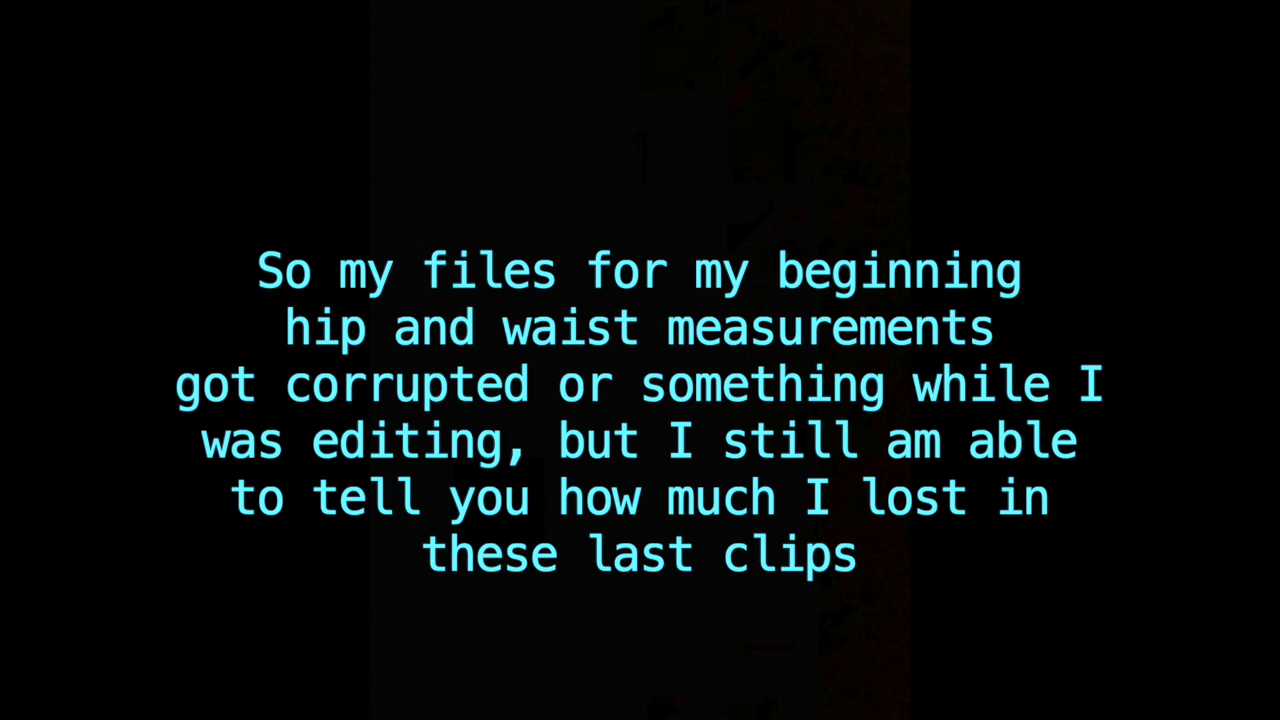 So my files for my beginning
hip and waist measurements
got corrupted or something while I
was editing, but I still am able
to tell you how much I lost in
these last clips